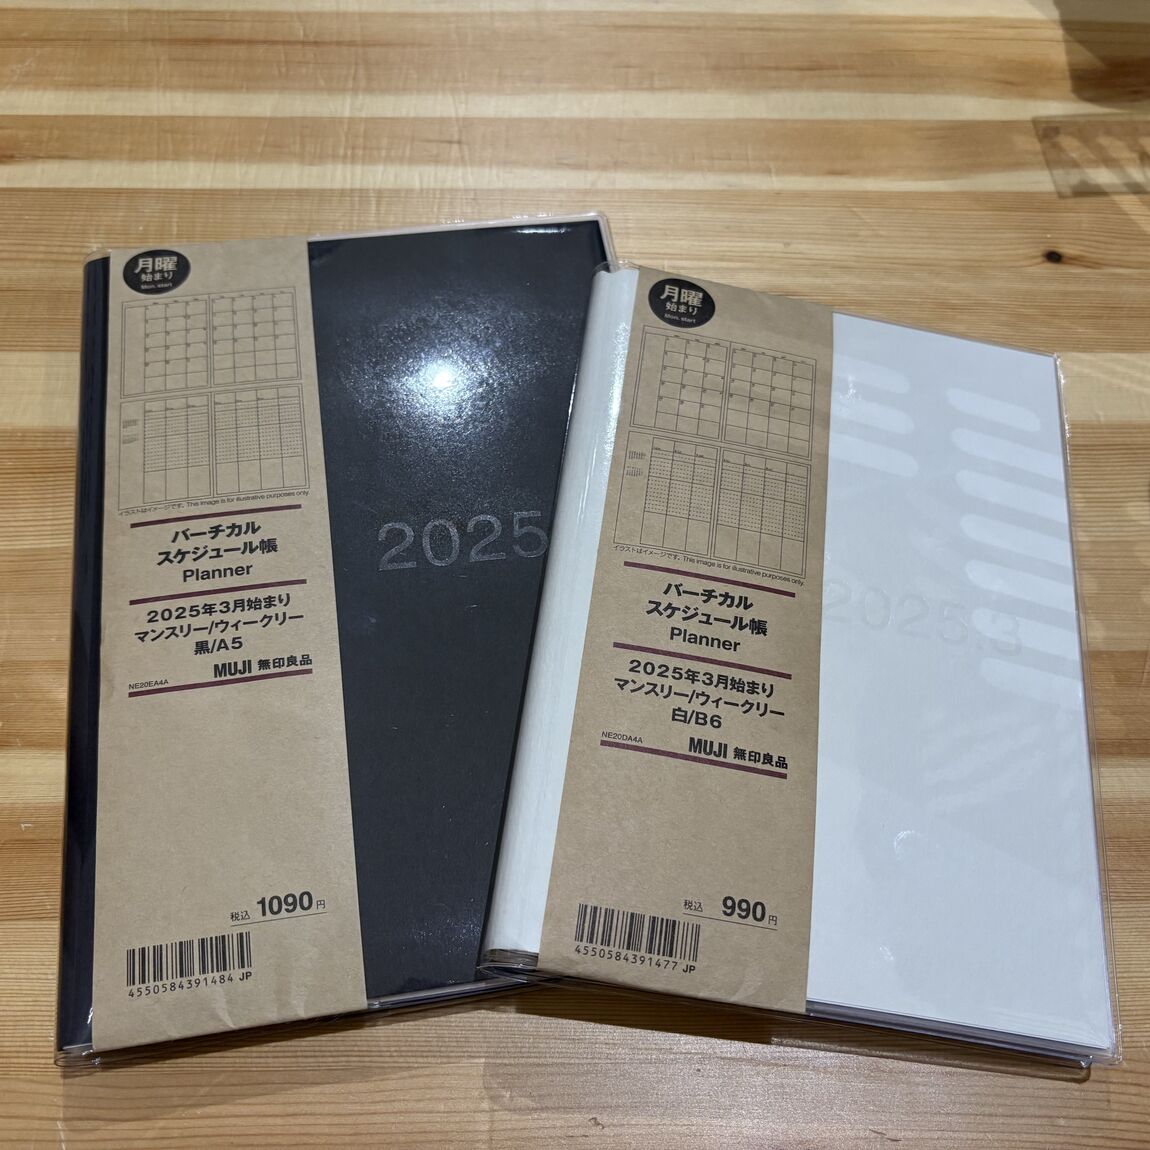 月曜
始まり
Mon. start
イラストはイメージです。This image is for illustrative purposes only.
バーチカル
スケジュール帳
Planner
2025年3月始まり
マンスリー/ウィークリー
黒/A5
MUJI 無印良品
NE20EA4A
税込 1090円
4550584391484 JP
2025
月曜
始まり
Mon. start
イラストはイメージです。This image is for illustrative purposes only.
バーチカル
スケジュール帳
Planner
2025年3月始まり
マンスリー/ウィークリー
白/B6
NE20DA4A
MUJI 無印良品
税込 990円
4550584391477 JP
2025.3